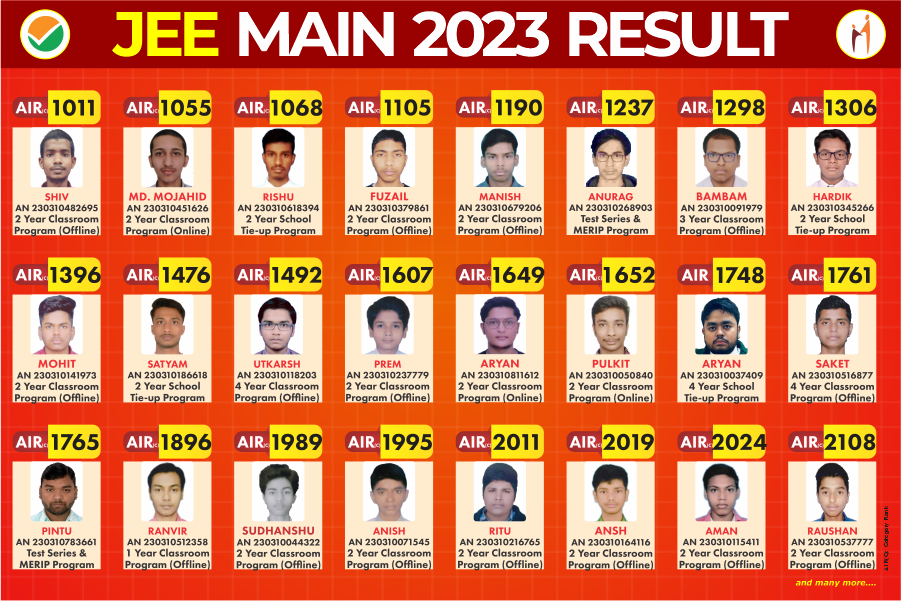 JEE MAIN 2023 RESULT
AIR(C) 1011
AIR(C) 1055
AIR(C) 1068
AIR(C) 1105
AIR(C) 1190
AIR(C) 1237
AIR(C) 1298
AIR(C) 1306
SHIV
AN 230310482695
2 Year Classroom
Program (Offline)
MD. MOJAHID
AN 230310451626
2 Year Classroom
Program (Online)
RISHU
AN 230310618394
2 Year School
Tie-up Program
FUZAIL
AN 230310379861
2 Year Classroom
Program (Offline)
MANISH
AN 230310679206
2 Year Classroom
Program (Offline)
ANURAG
AN 230310268903
Test Series &
MERIP Program
BAMBAM
AN 230310091979
3 Year Classroom
Program (Offline)
HARDIK
AN 230310345266
2 Year School
Tie-up Program
AIR(C) 1396
AIR(C) 1476
AIR(C) 1492
AIR(C) 1607
AIR(C) 1649
AIR(C) 1652
AIR(C) 1748
AIR(C) 1761
MOHIT
AN 230310141973
2 Year Classroom
Program (Offline)
SATYAM
AN 230310186618
2 Year School
Tie-up Program
UTKARSH
AN 230310118203
4 Year Classroom
Program (Offline)
PREM
AN 230310237779
2 Year Classroom
Program (Offline)
ARYAN
AN 230310811612
2 Year Classroom
Program (Online)
PULKIT
AN 230310050840
2 Year Classroom
Program (Online)
ARYAN
AN 230310037409
4 Year School
Tie-up Program
SAKET
AN 230310516877
4 Year Classroom
Program (Offline)
AIR(C) 1765
AIR(C) 1896
AIR(C) 1989
AIR(C) 1995
AIR(C) 2011
AIR(C) 2019
AIR(C) 2024
AIR(C) 2108
PINTU
AN 230310783661
Test Series &
MERIP Program
RANVIR
AN 230310512358
1 Year Classroom
Program (Offline)
SUDHANSHU
AN 230310044322
2 Year Classroom
Program (Offline)
ANISH
AN 230310071545
2 Year Classroom
Program (Offline)
RITU
AN 230310216765
2 Year Classroom
Program (Offline)
ANSH
AN 230310164116
2 Year Classroom
Program (Offline)
AMAN
AN 230310115411
2 Year Classroom
Program (Offline)
RAUSHAN
AN 230310537777
2 Year Classroom
Program (Offline)
AIR(C): Category Rank
and many more....